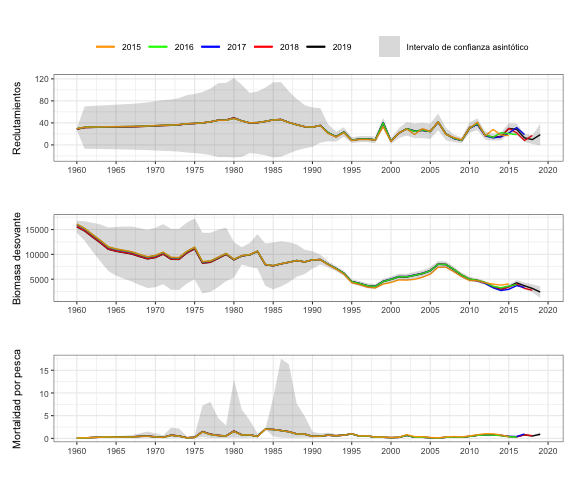 2015 2016 2017 2018 2019 Intervalo de confianza asintótico
Reclutamientos
120
80
40
0
1960 1965 1970 1975 1980 1985 1990 1995 2000 2005 2010 2015 2020
Biomasa desovante
15000
10000
5000
1960 1965 1970 1975 1980 1985 1990 1995 2000 2005 2010 2015 2020
Mortalidad por pesca
15
10
5
0
1960 1965 1970 1975 1980 1985 1990 1995 2000 2005 2010 2015 2020